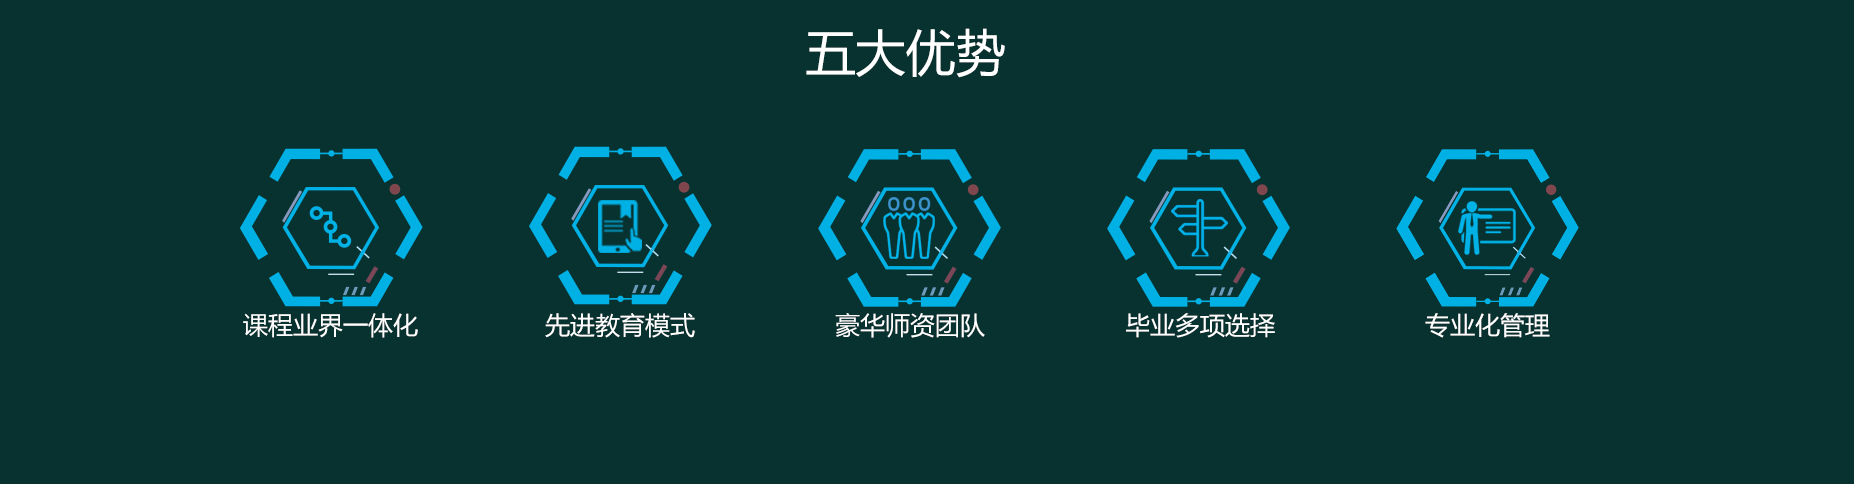 五大优势
课程业界一体化
先进教育模式
豪华师资团队
毕业多项选择
专业化管理